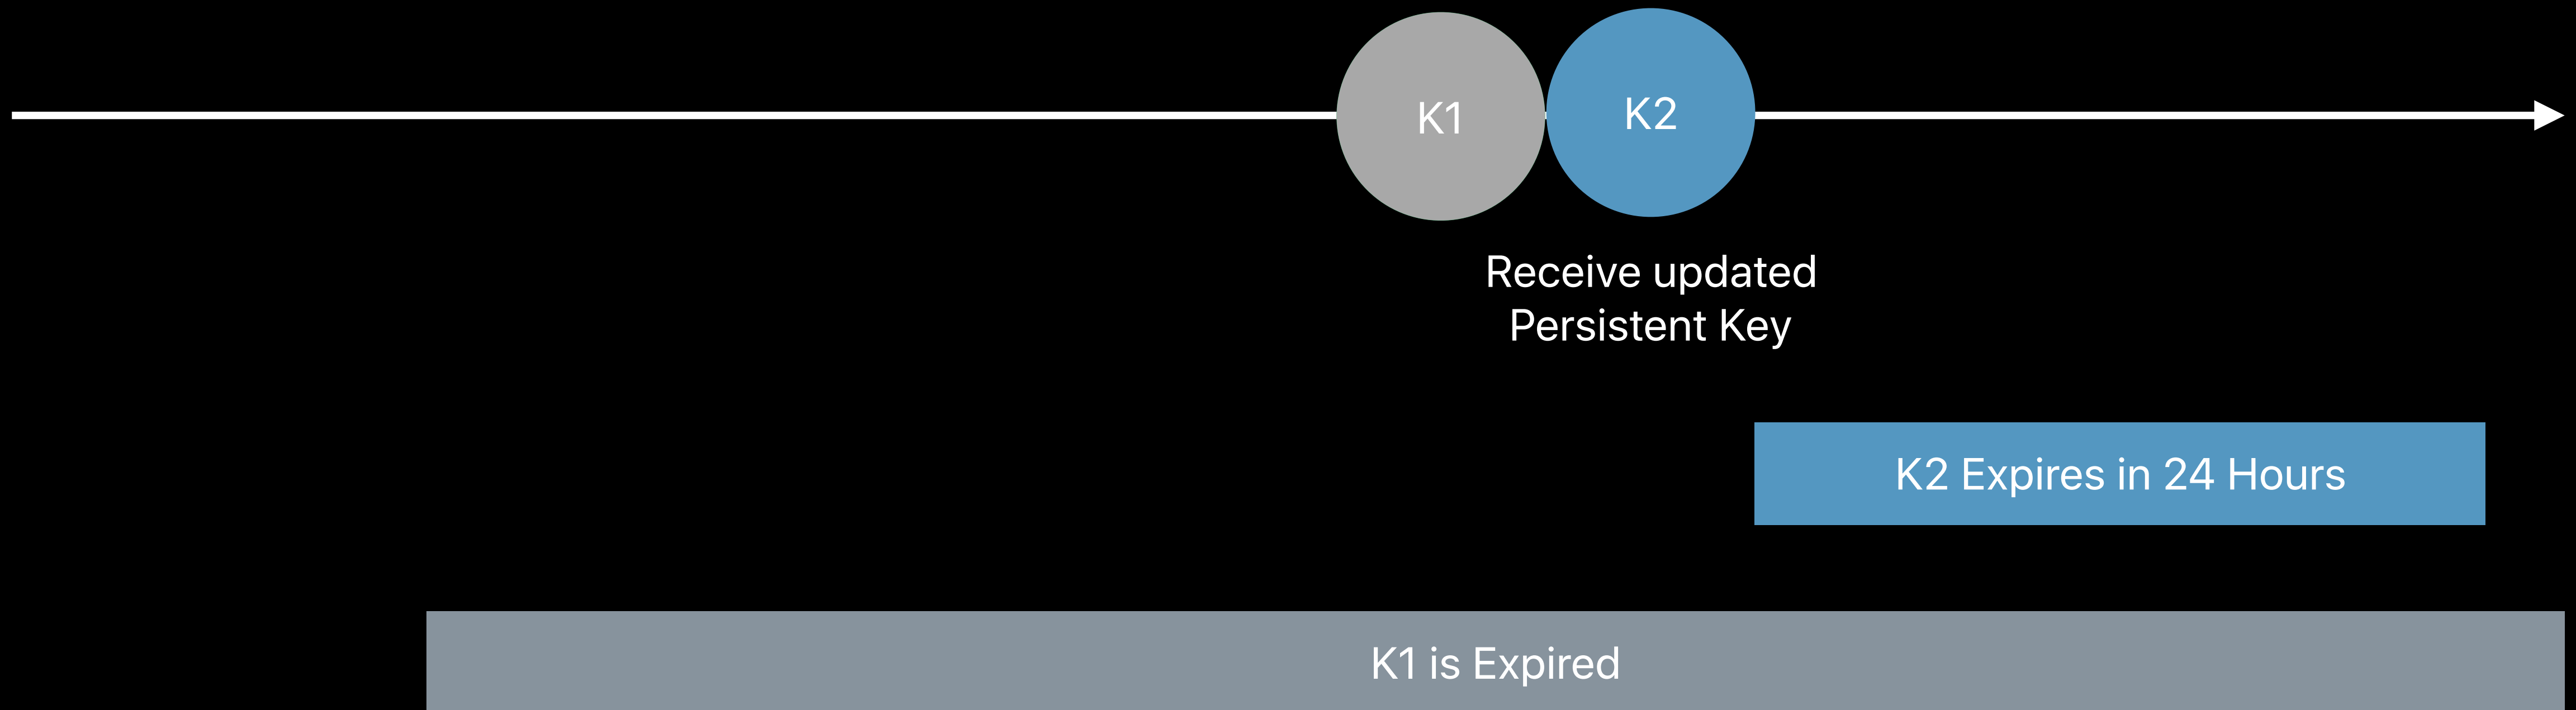 K1
K2
Receive updated
Persistent Key
K2 Expires in 24 Hours
K1 is Expired